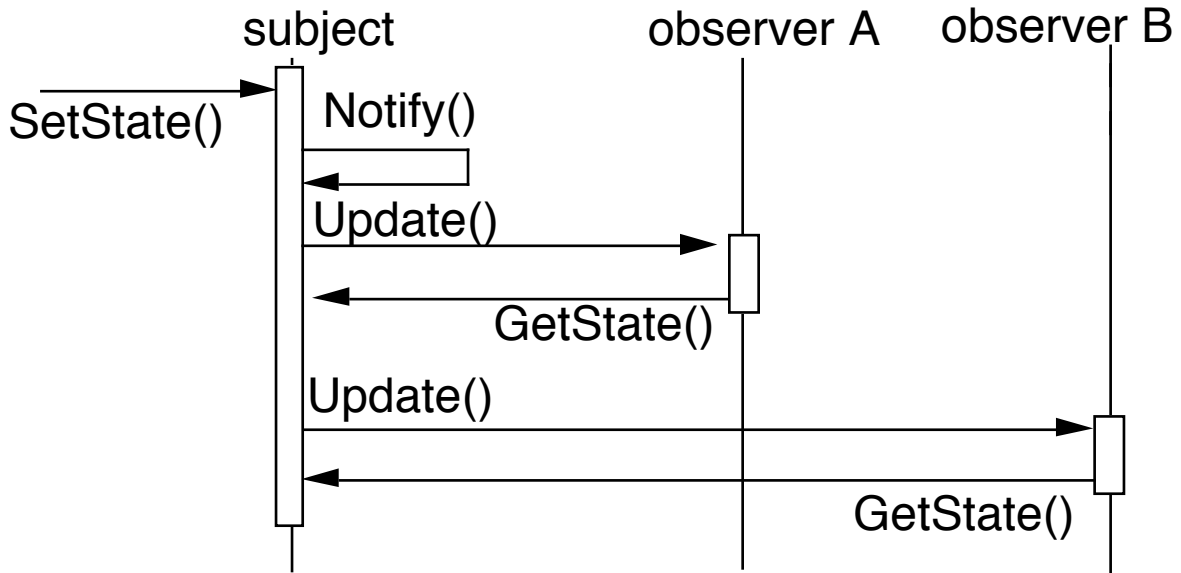 subject
observer A
observer B
SetState()
Notify()
Update()
GetState()
Update()
GetState()